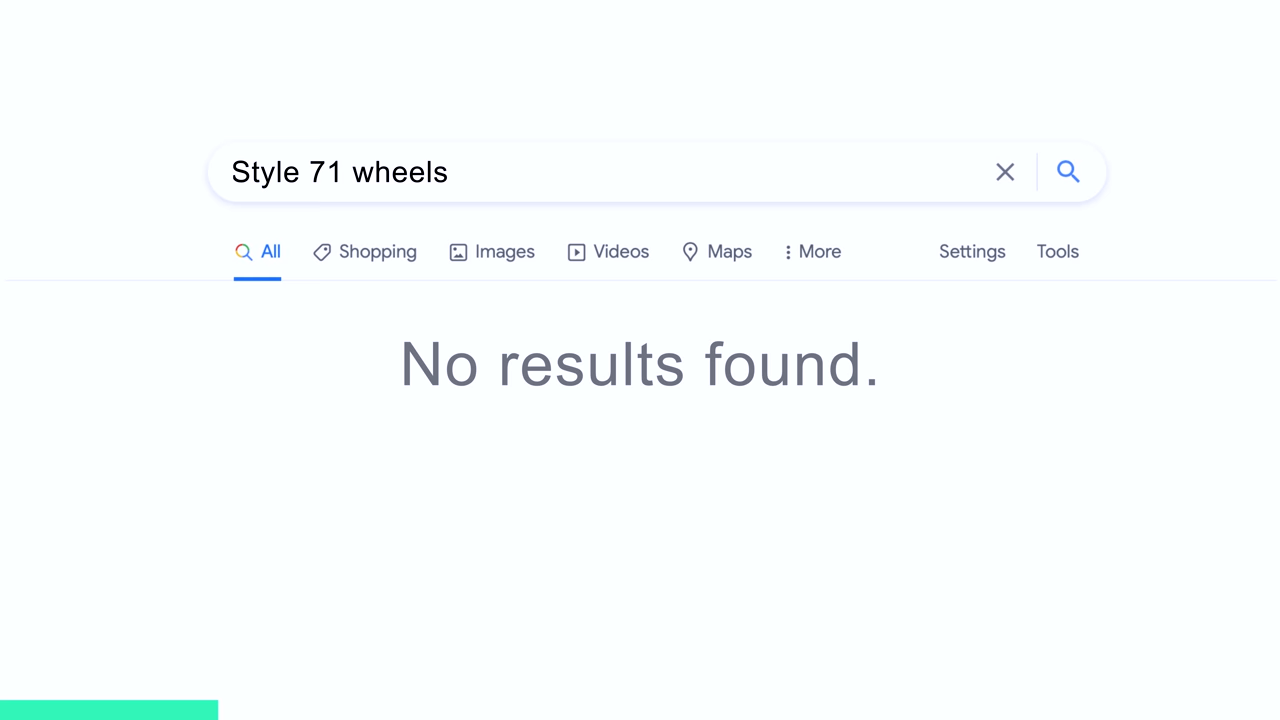 Style 71 wheels
All Shopping Images Videos Maps More Settings Tools
No results found.